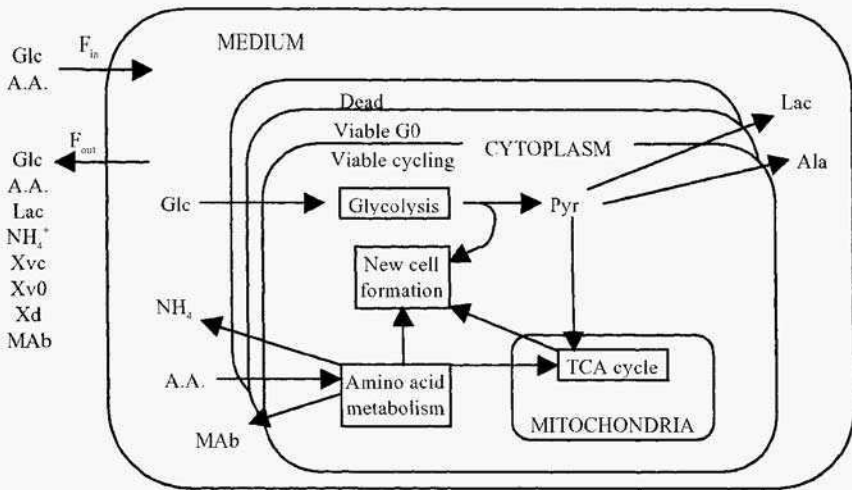 MEDIUM
Glc
A.A.
F_in
F_out
Glc
A.A.
Lac
NH₄⁺
Xvc
Xv0
Xd
MAb
Dead
Viable G0
Viable cycling
CYTOPLASM
Lac
Ala
Glc
Glycolysis
Pyr
New cell
formation
NH₄
A.A.
Amino acid
metabolism
MAb
TCA cycle
MITOCHONDRIA